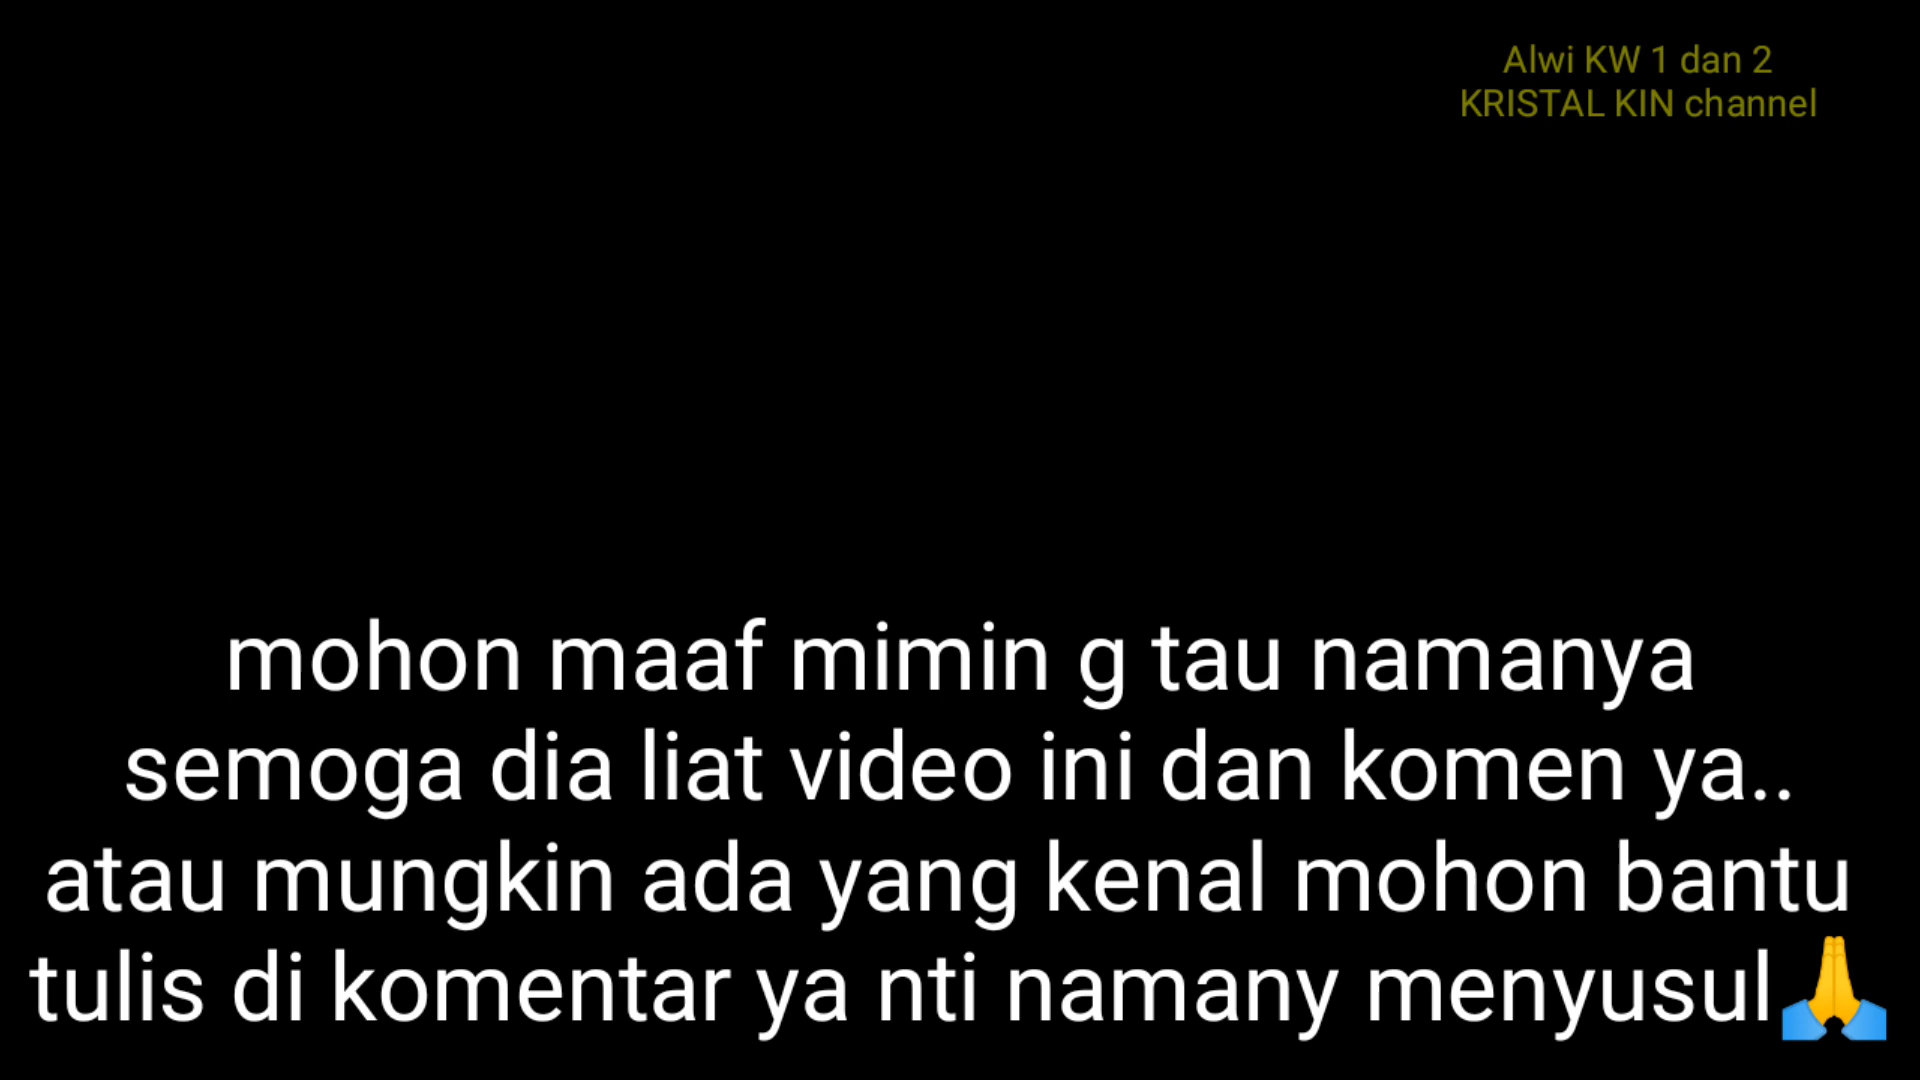 Alwi KW 1 dan 2
KRISTAL KIN channel
mohon maaf mimin g tau namanya
semoga dia liat video ini dan komen ya..
atau mungkin ada yang kenal mohon bantu
tulis di komentar ya nti namany menyusul🙏